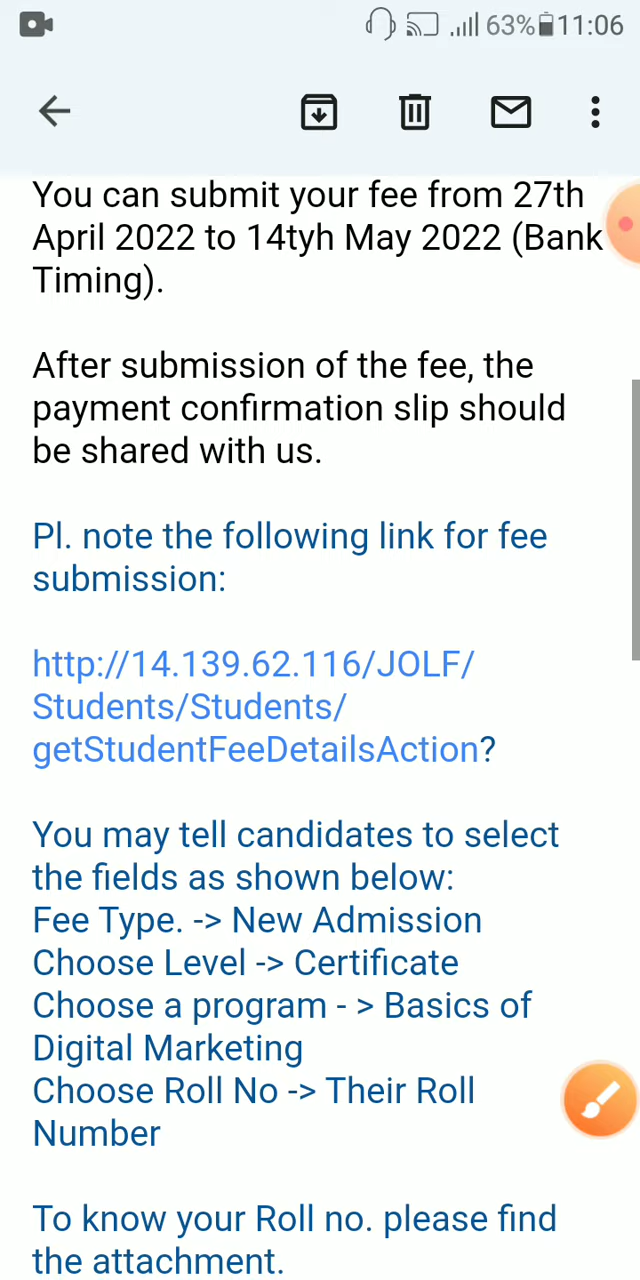 63% 11:06
You can submit your fee from 27th
April 2022 to 14tyh May 2022 (Bank
Timing).
After submission of the fee, the
payment confirmation slip should
be shared with us.
Pl. note the following link for fee
submission:
http://14.139.62.116/JOLF/
Students/Students/
getStudentFeeDetailsAction?
You may tell candidates to select
the fields as shown below:
Fee Type. -> New Admission
Choose Level -> Certificate
Choose a program - > Basics of
Digital Marketing
Choose Roll No -> Their Roll
Number
To know your Roll no. please find
the attachment.